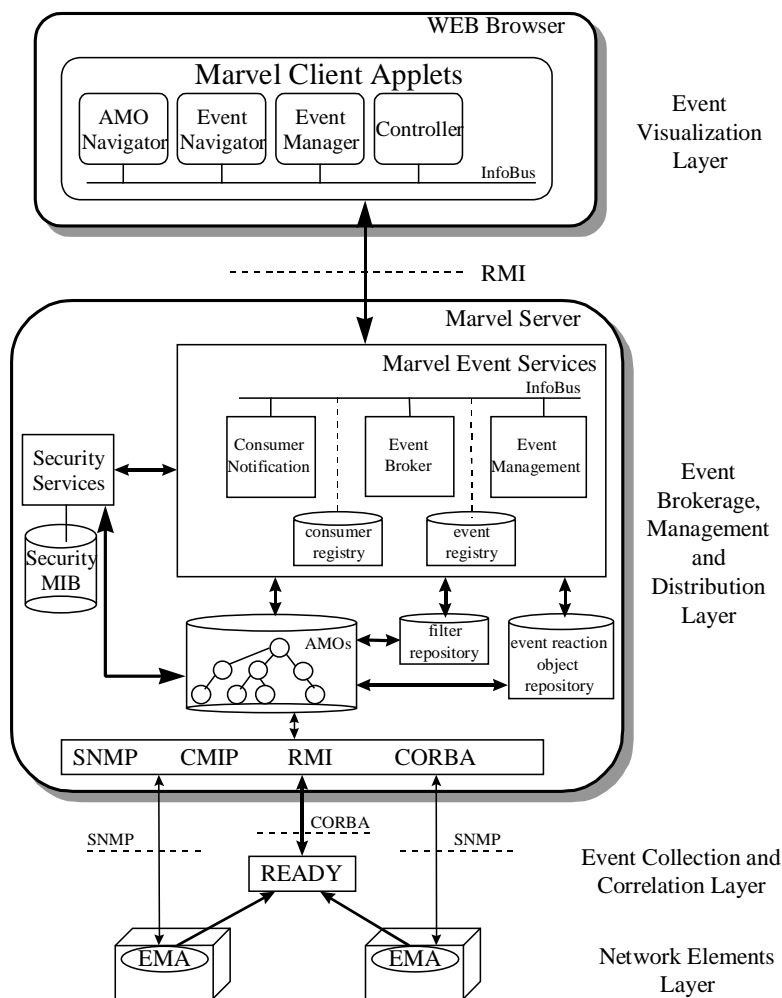 WEB Browser
Marvel Client Applets
AMO
Navigator
Event
Navigator
Event
Manager
Controller
InfoBus
Event
Visualization
Layer
RMI
Marvel Server
Marvel Event Services
InfoBus
Consumer
Notification
Event
Broker
Event
Management
Security
Services
consumer
registry
event
registry
Security
MIB
Event
Brokerage,
Management
and
Distribution
Layer
AMOs
filter
repository
event reaction
object
repository
SNMP CMIP RMI CORBA
SNMP
CORBA
SNMP
READY
Event Collection and
Correlation Layer
EMA
EMA
Network Elements
Layer